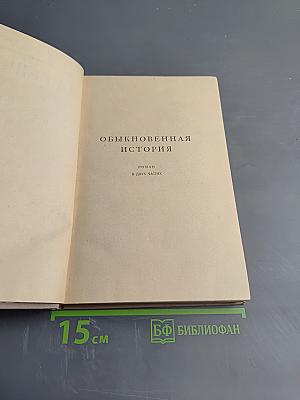 ОБЫКНОВЕННАЯ
ИСТОРИЯ
РОМАН
В ДВУХ ЧАСТЯХ
15 см
БФ БИБЛИОФАН